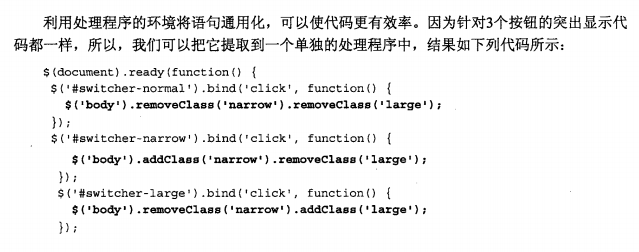 利用处理程序的环境将语句通用化，可以使代码更有效率。因为针对3个按钮的突出显示代
码都一样，所以，我们可以把它提取到一个单独的处理程序中，结果如下列代码所示：
$(document).ready(function() {
$('#switcher-normal').bind('click', function() {
$('body').removeClass('narrow').removeClass('large');
});
$('#switcher-narrow').bind('click', function() {
$('body').addClass('narrow').removeClass('large');
});
$('#switcher-large').bind('click', function() {
$('body').removeClass('narrow').addClass('large');
});